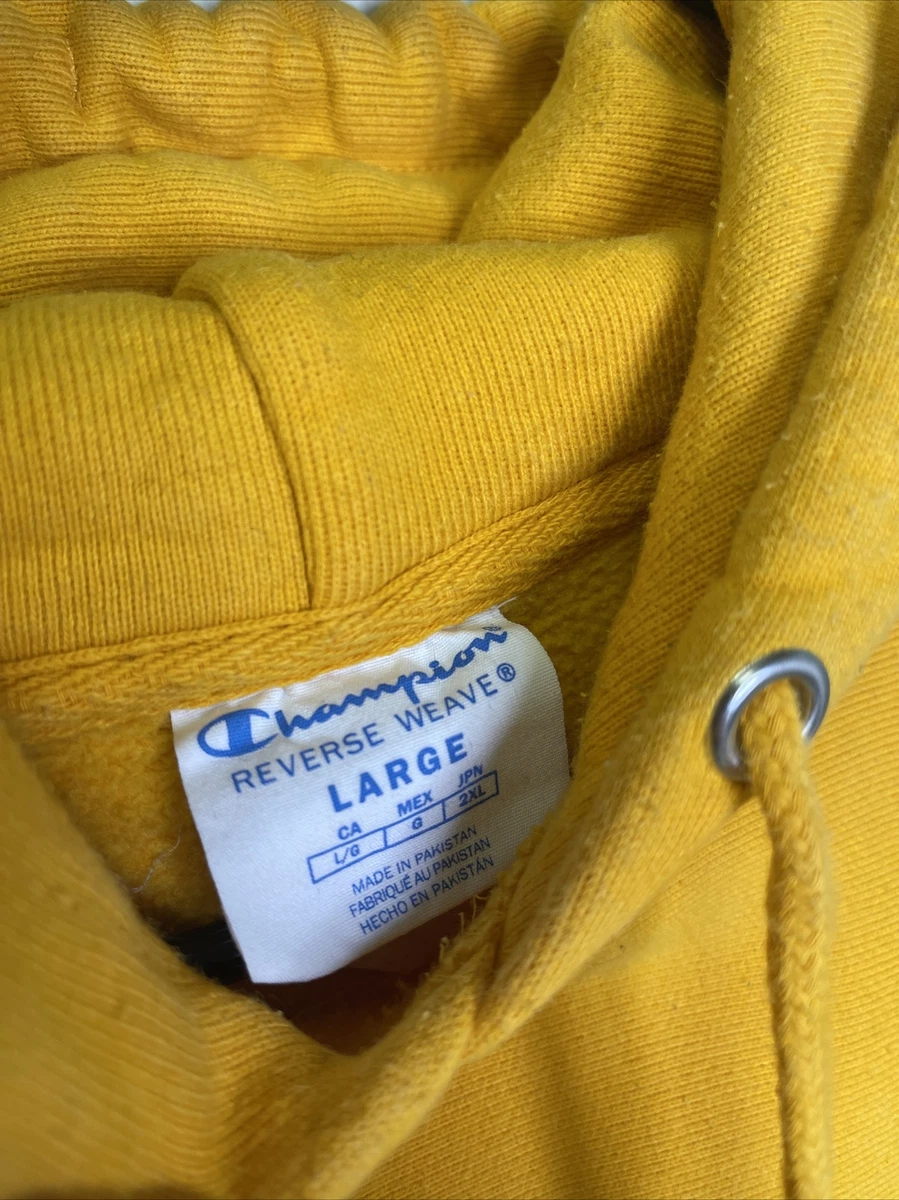 Champion®
REVERSE WEAVE®
LARGE
CA MEX JPN
L/G G 2XL
MADE IN PAKISTAN
FABRIQUÉ AU PAKISTAN
HECHO EN PAKISTÁN